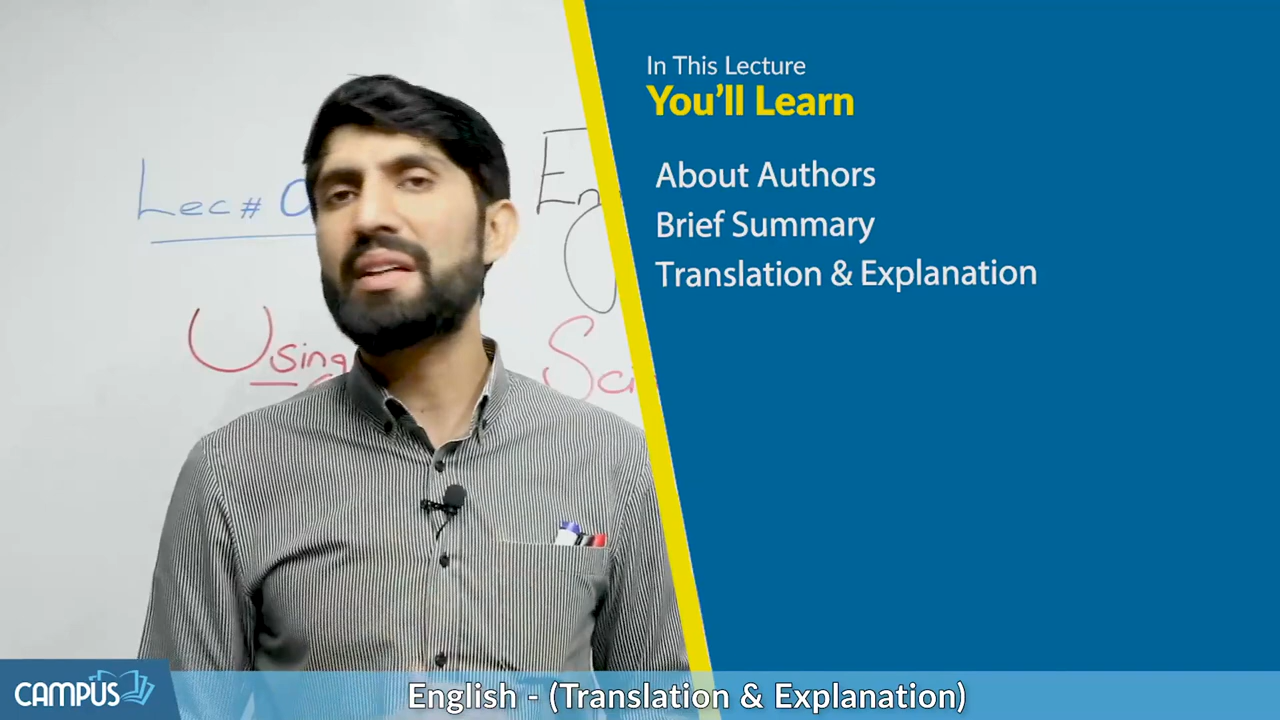 Lec #
Using
In This Lecture
You'll Learn
About Authors
Brief Summary
Translation & Explanation
CAMPUS
English - (Translation & Explanation)